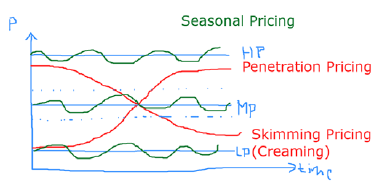 Seasonal Pricing
P
HP
Penetration Pricing
Mp
Skimming Pricing
Lp (Creaming)
time